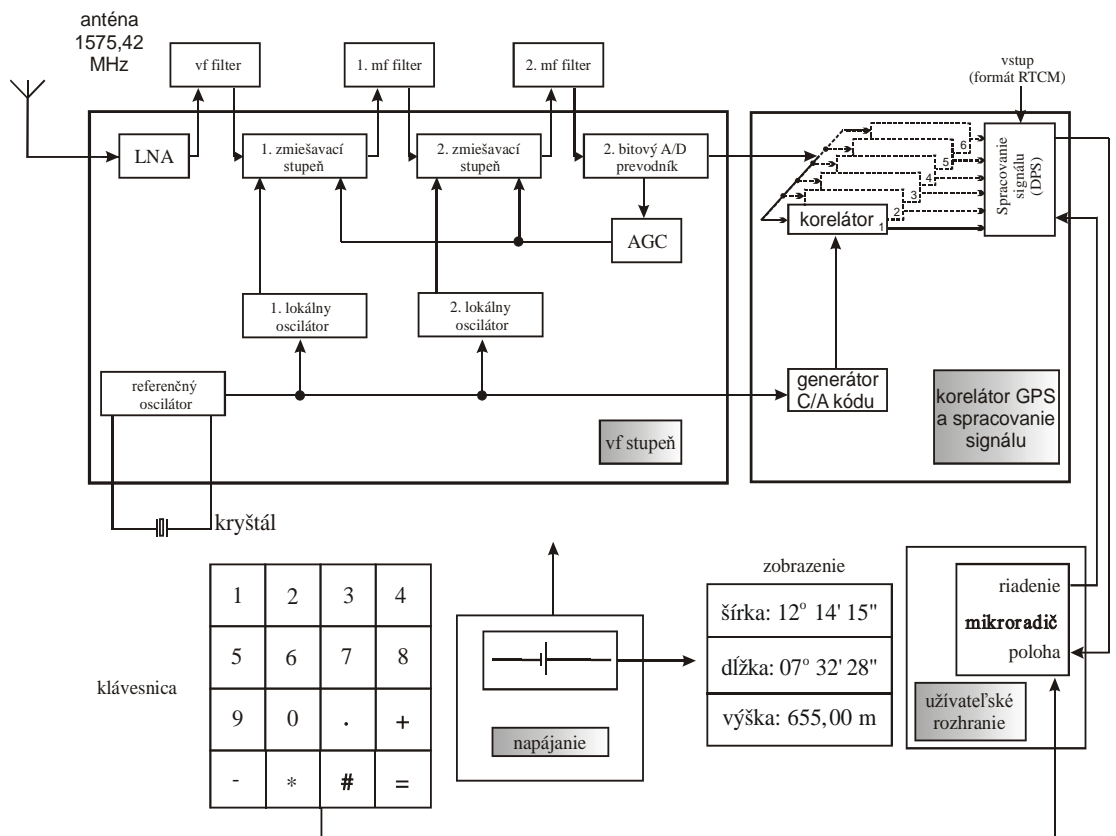 anténa
1575,42
MHz
vf filter
1. mf filter
2. mf filter
vstup
(formát RTCM)
LNA
1. zmiešavací
stupeň
2. zmiešavací
stupeň
2. bitový A/D
prevodník
AGC
korelátor
1
2
3
4
5
6
Spracovanie
signálu
(DPS)
1. lokálny
oscilátor
2. lokálny
oscilátor
referenčný
oscilátor
generátor
C/A kódu
vf stupeň
korelátor GPS
a spracovanie
signálu
kryštál
klávesnica
1 2 3 4
5 6 7 8
9 0 . +
- * # =
napájanie
zobrazenie
šírka: 12° 14' 15"
dĺžka: 07° 32' 28"
výška: 655,00 m
riadenie
mikroradič
poloha
užívateľské
rozhranie